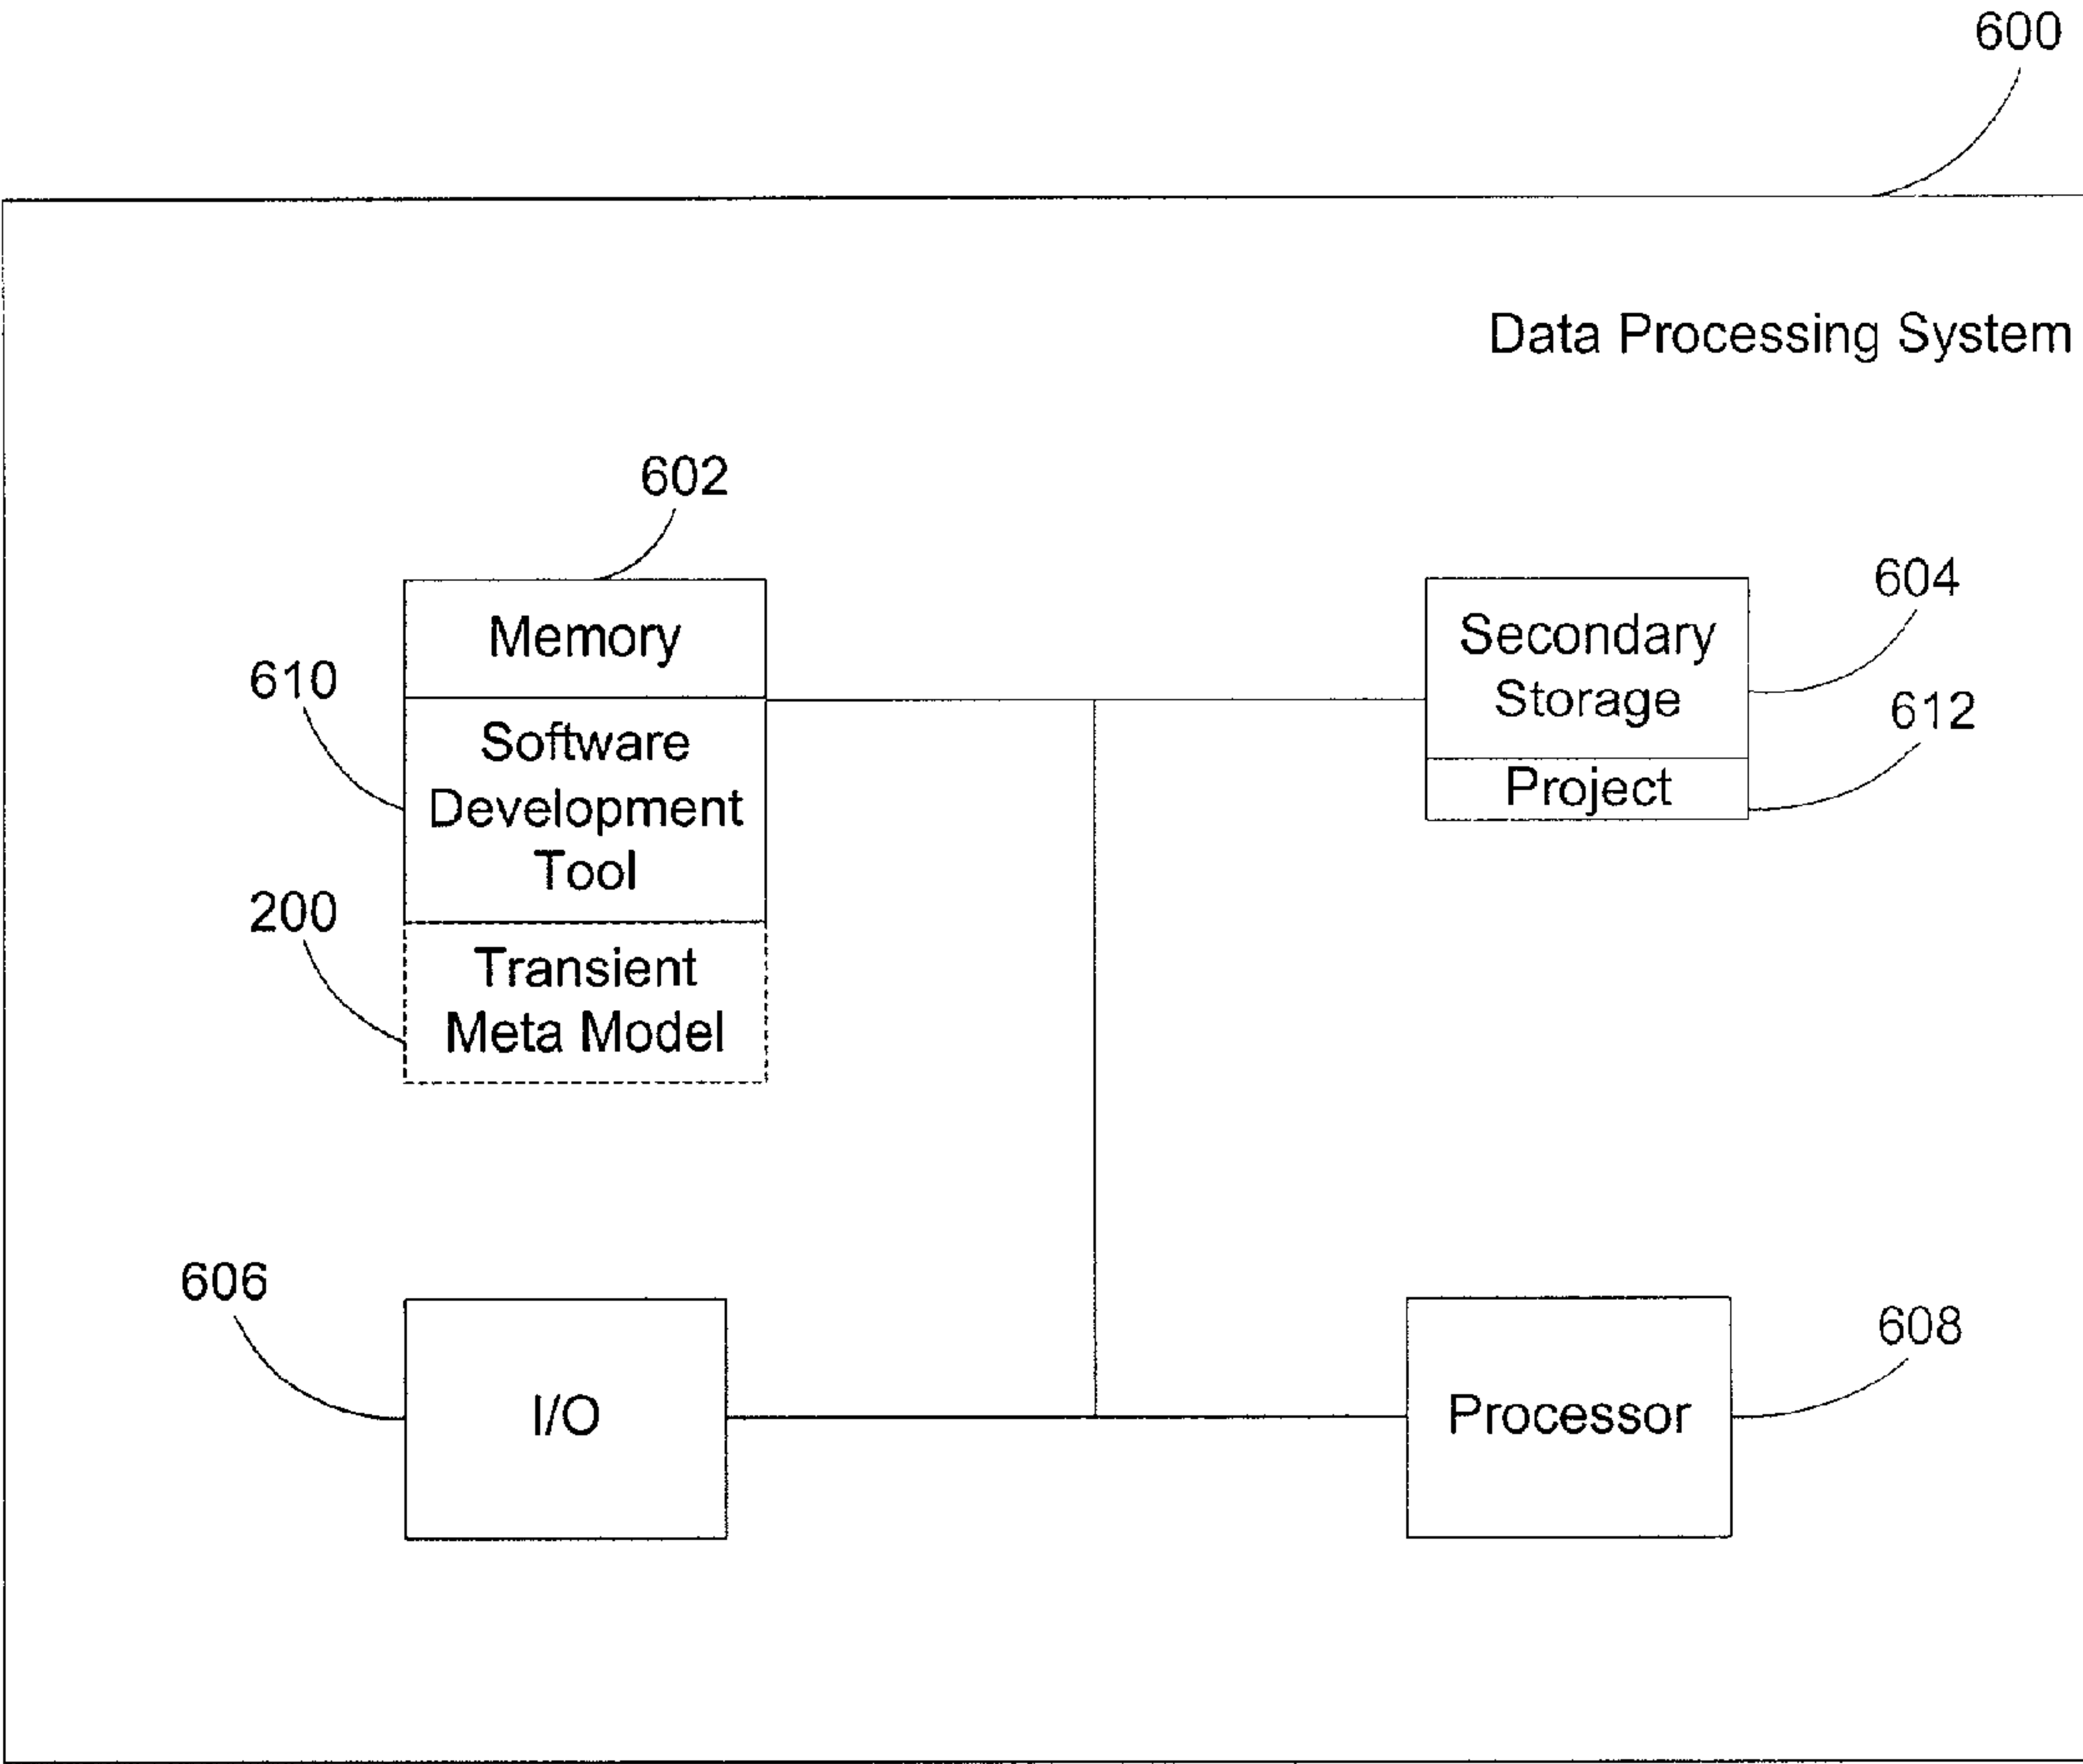 600
Data Processing System
602
Memory
604
Secondary
Storage
610
Software
Development
Tool
612
Project
200
Transient
Meta Model
606
I/O
608
Processor